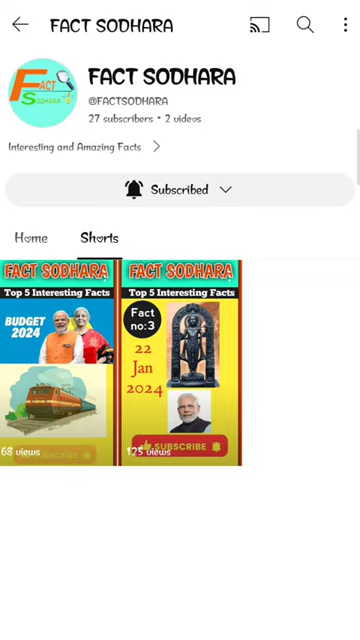 FACT SODHARA
FACT
SODHARA
FACT SODHARA
@FACTSODHARA
27 subscribers • 2 videos
Interesting and Amazing Facts
Subscribed
Home
Shorts
FACT SODHARA
Top 5 Interesting Facts
BUDGET
2024
SUBSCRIBE
68 views
FACT SODHARA
Top 5 Interesting Facts
Fact
no:3
22
Jan
2024
SUBSCRIBE
125 views